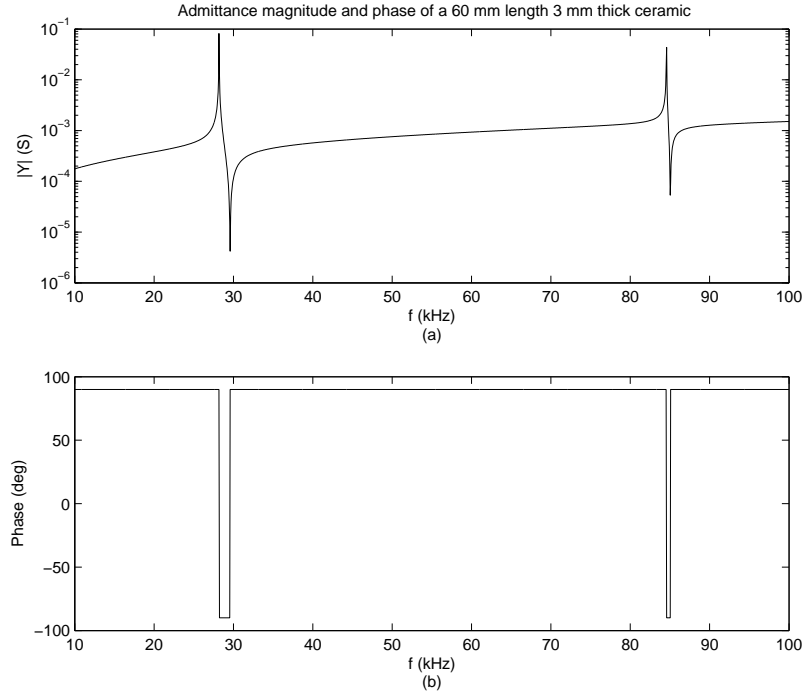 Admittance magnitude and phase of a 60 mm length 3 mm thick ceramic
10^-1
10^-2
10^-3
10^-4
10^-5
10^-6
|Y| (S)
10 20 30 40 50 60 70 80 90 100
f (kHz)
(a)
100
50
0
−50
−100
Phase (deg)
10 20 30 40 50 60 70 80 90 100
f (kHz)
(b)